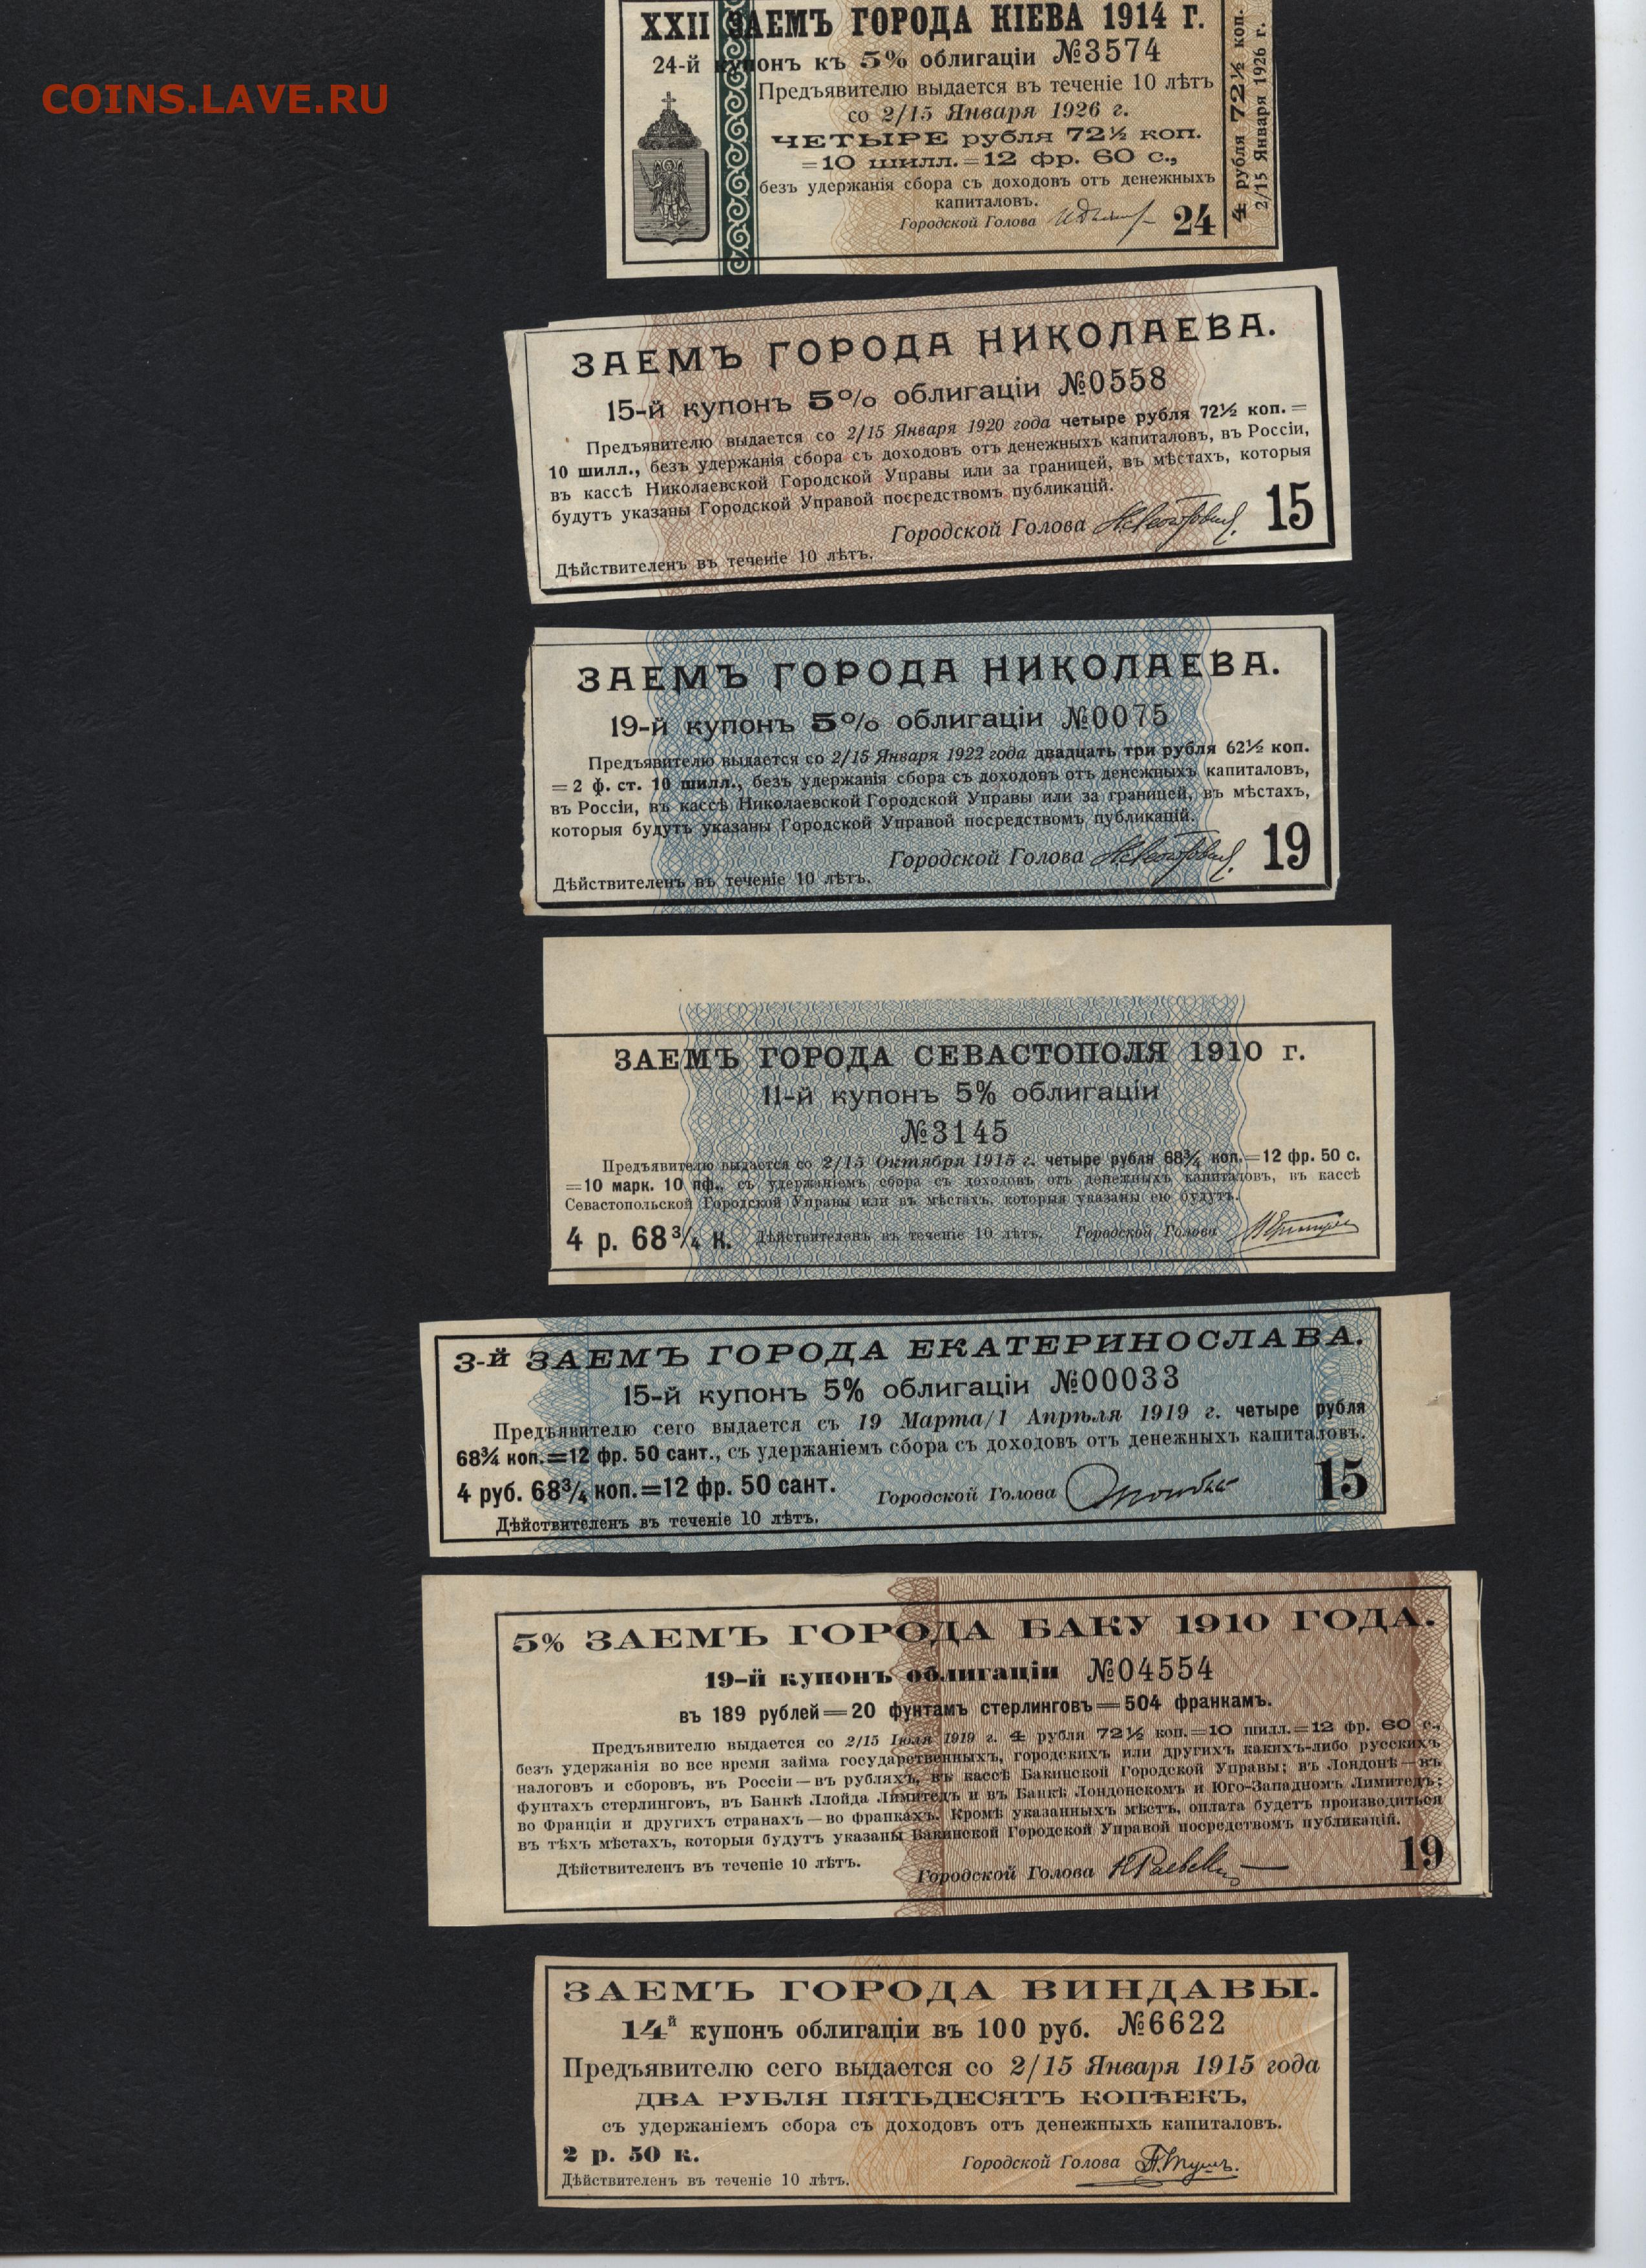 COINS.LAVE.RU
XXII ЗАЕМЪ ГОРОДА КІЕВА 1914 Г.
24-й купонъ къ 5% облигаціи №3574
Предъявителю выдается въ теченіе 10 лѣтъ
со 2/15 Января 1926 г.
ЧЕТЫРЕ рубля 72½ коп.
=10 шилл.=12 фр. 60 с.,
безъ удержанія сбора съ доходовъ отъ денежныхъ
капиталовъ.
Городской Голова
24
4 рубля 72½ коп.
2/15 Января 1926 г.
ЗАЕМЪ ГОРОДА НИКОЛАЕВА.
15-й купонъ 5% облигаціи №0558
Предъявителю выдается со 2/15 Января 1920 года четыре рубля 72½ коп. =
10 шилл., безъ удержанія сбора съ доходовъ отъ денежныхъ капиталовъ, въ Россіи,
въ кассѣ Николаевской Городской Управы или за границей, въ мѣстахъ, которыя
будутъ указаны Городской Управой посредствомъ публикацій.
Городской Голова
15
Дѣйствителенъ въ теченіе 10 лѣтъ.
ЗАЕМЪ ГОРОДА НИКОЛАЕВА.
19-й купонъ 5% облигаціи №0075
Предъявителю выдается со 2/15 Января 1922 года двадцать три рубля 62½ коп.
= 2 ф. ст. 10 шилл., безъ удержанія сбора съ доходовъ отъ денежныхъ капиталовъ,
въ Россіи, въ кассѣ Николаевской Городской Управы или за границей, въ мѣстахъ,
которыя будутъ указаны Городской Управой посредствомъ публикацій.
Городской Голова
19
Дѣйствителенъ въ теченіе 10 лѣтъ.
ЗАЕМЪ ГОРОДА СЕВАСТОПОЛЯ 1910 г.
11-й купонъ 5% облигаціи
№3145
Предъявителю выдается со 2/15 Октября 1915 г. четыре рубля 68¾ коп.=12 фр. 50 с.
=10 марк. 10 пф., съ удержаніемъ сбора съ доходовъ отъ денежныхъ капиталовъ, въ кассѣ
Севастопольской Городской Управы или въ мѣстахъ, которыя указаны ею будутъ.
4 р. 68¾ к. Дѣйствителенъ въ теченіе 10 лѣтъ. Городской Голова
3-й ЗАЕМЪ ГОРОДА ЕКАТЕРИНОСЛАВА.
15-й купонъ 5% облигаціи №00033
Предъявителю сего выдается съ 19 Марта/1 Апрѣля 1919 г. четыре рубля
68¾ коп.=12 фр. 50 сант., съ удержаніемъ сбора съ доходовъ отъ денежныхъ капиталовъ.
4 руб. 68¾ коп.=12 фр. 50 сант. Городской Голова
15
Дѣйствителенъ въ теченіе 10 лѣтъ.
5% ЗАЕМЪ ГОРОДА БАКУ 1910 ГОДА.
19-й купонъ облигаціи №04554
въ 189 рублей=20 фунтамъ стерлинговъ=504 франкамъ.
Предъявителю выдается со 2/15 Іюля 1919 г. 4 рубля 72½ коп.=10 шилл.=12 фр. 60 с.,
безъ удержанія во все время займа государственныхъ, городскихъ или другихъ какихъ-либо русскихъ
налоговъ и сборовъ, въ Россіи—въ рубляхъ, въ кассѣ Бакинской Городской Управы; въ Лондонѣ—въ
фунтахъ стерлинговъ, въ Банкѣ Ллойда Лимитедъ и въ Банкѣ Лондонскомъ и Юго-Западномъ Лимитедъ;
во Франціи и другихъ странахъ—во франкахъ. Кромѣ указанныхъ мѣстъ, оплата будетъ производиться
въ тѣхъ мѣстахъ, которыя будутъ указаны Бакинской Городской Управой посредствомъ публикацій.
Дѣйствителенъ въ теченіе 10 лѣтъ. Городской Голова
19
ЗАЕМЪ ГОРОДА ВИНДАВЫ.
14й купонъ облигаціи въ 100 руб. №6622
Предъявителю сего выдается со 2/15 Января 1915 года
ДВА РУБЛЯ ПЯТЬДЕСЯТЪ КОПѢЕКЪ,
съ удержаніемъ сбора съ доходовъ отъ денежныхъ капиталовъ.
2 р. 50 к.
Городской Голова
Дѣйствителенъ въ теченіе 10 лѣтъ.